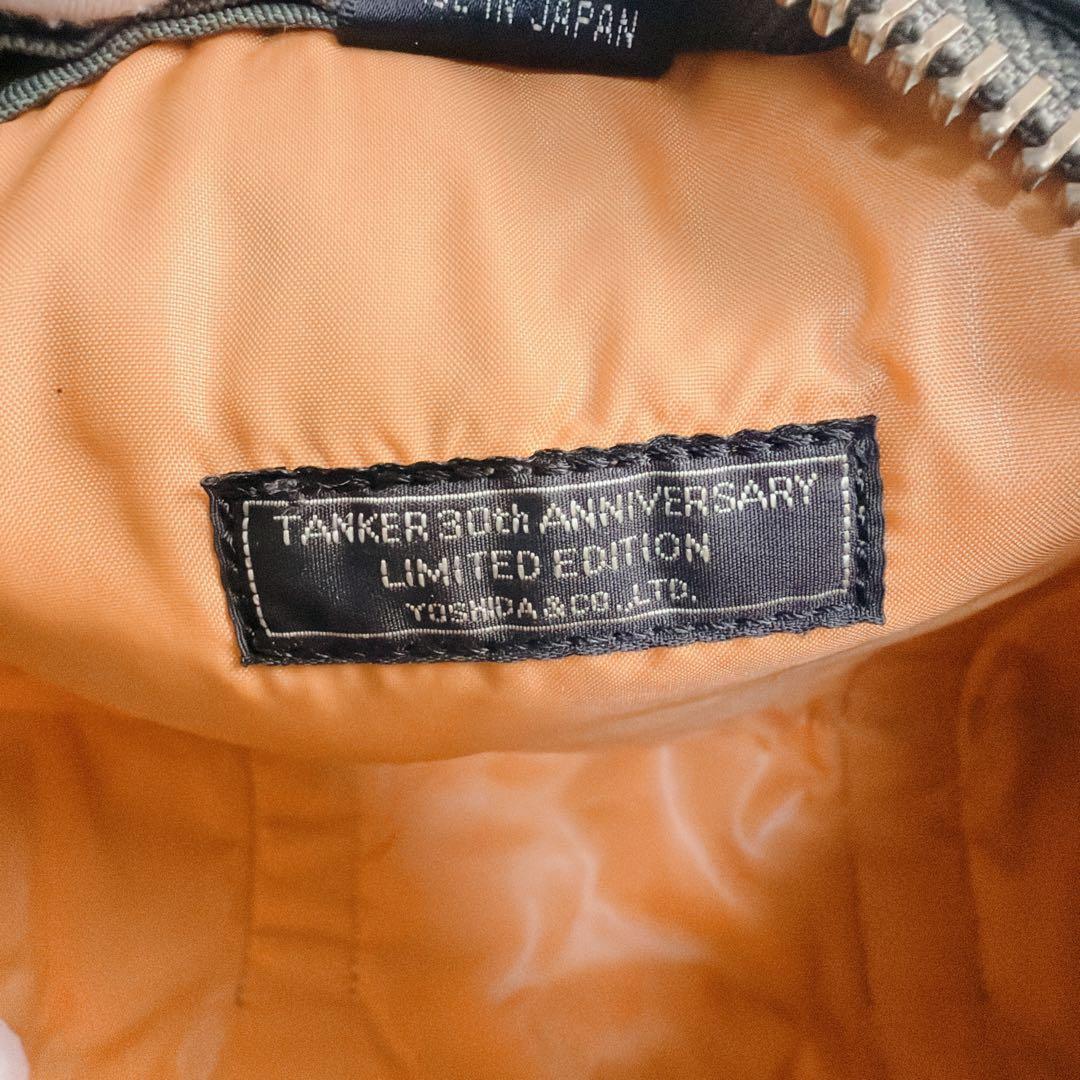 IN JAPAN
TANKER 30th ANNIVERSARY
LIMITED EDITION
YOSHIDA & CO., LTD.